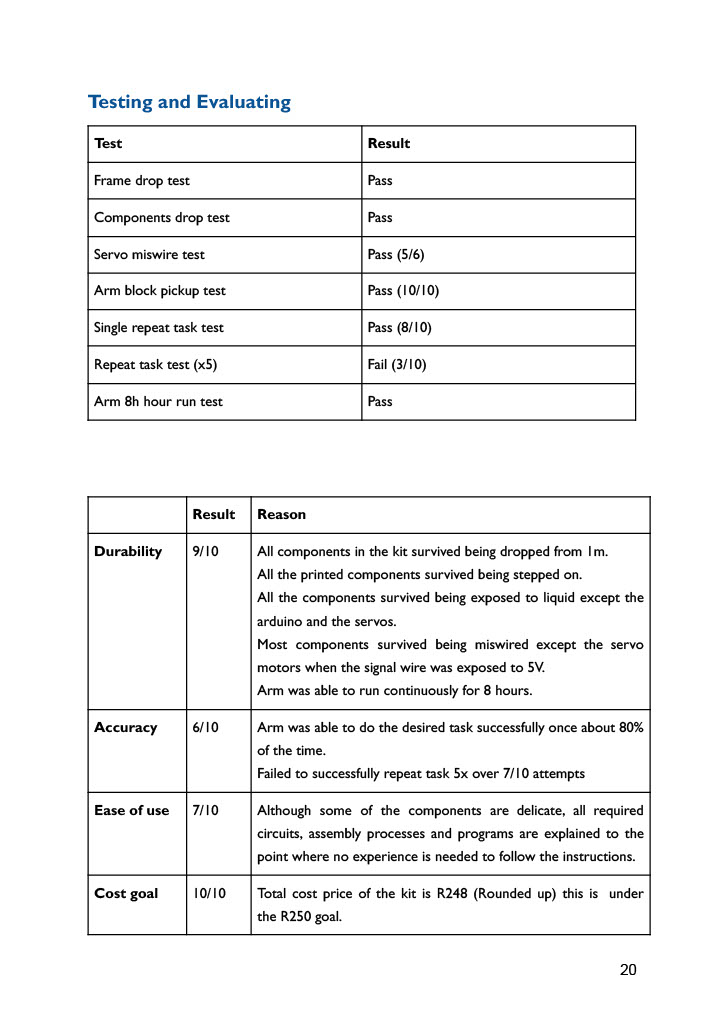 Testing and Evaluating
Test Result
Frame drop test Pass
Components drop test Pass
Servo miswire test Pass (5/6)
Arm block pickup test Pass (10/10)
Single repeat task test Pass (8/10)
Repeat task test (x5) Fail (3/10)
Arm 8h hour run test Pass
Result Reason
Durability 9/10 All components in the kit survived being dropped from 1m.
All the printed components survived being stepped on.
All the components survived being exposed to liquid except the
arduino and the servos.
Most components survived being miswired except the servo
motors when the signal wire was exposed to 5V.
Arm was able to run continuously for 8 hours.
Accuracy 6/10 Arm was able to do the desired task successfully once about 80%
of the time.
Failed to successfully repeat task 5x over 7/10 attempts
Ease of use 7/10 Although some of the components are delicate, all required
circuits, assembly processes and programs are explained to the
point where no experience is needed to follow the instructions.
Cost goal 10/10 Total cost price of the kit is R248 (Rounded up) this is under
the R250 goal.
20